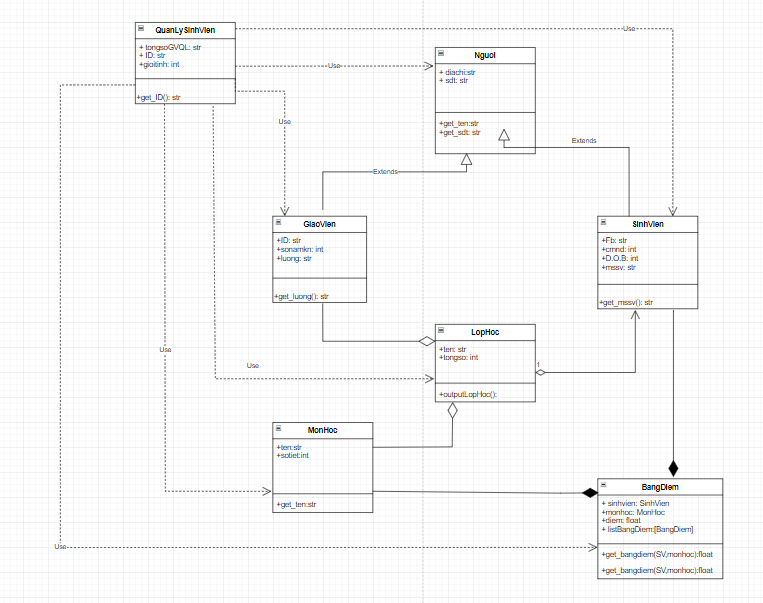 QuanLySinhVien
+ tongsoGVQL: str
+ ID: str
+gioitinh: int
+get_ID(): str
Use
Use
Use
NguoI
+ diachi:str
+ sdt: str
+get_ten:str
+get_sdt: str
Extends
Extends
GiaoVien
+ID: str
+sonamkn: int
+luong: str
+get_luong(): str
SinhVien
+Fb: str
+cmnd: int
+D.O.B: int
+mssv: str
+get_mssv(): str
LopHoc
+ten: str
+tongso: int
+outputLopHoc():
1
Use
Use
MonHoc
+ten:str
+sotiet:int
+get_ten:str
BangDiem
+ sinhvien: SinhVien
+monhoc: MonHoc
+diem: float
+ listBangDiem:[BangDiem]
+get_bangdiem(SV,monhoc):float
+get_bangdiem(SV,monhoc):float
Use